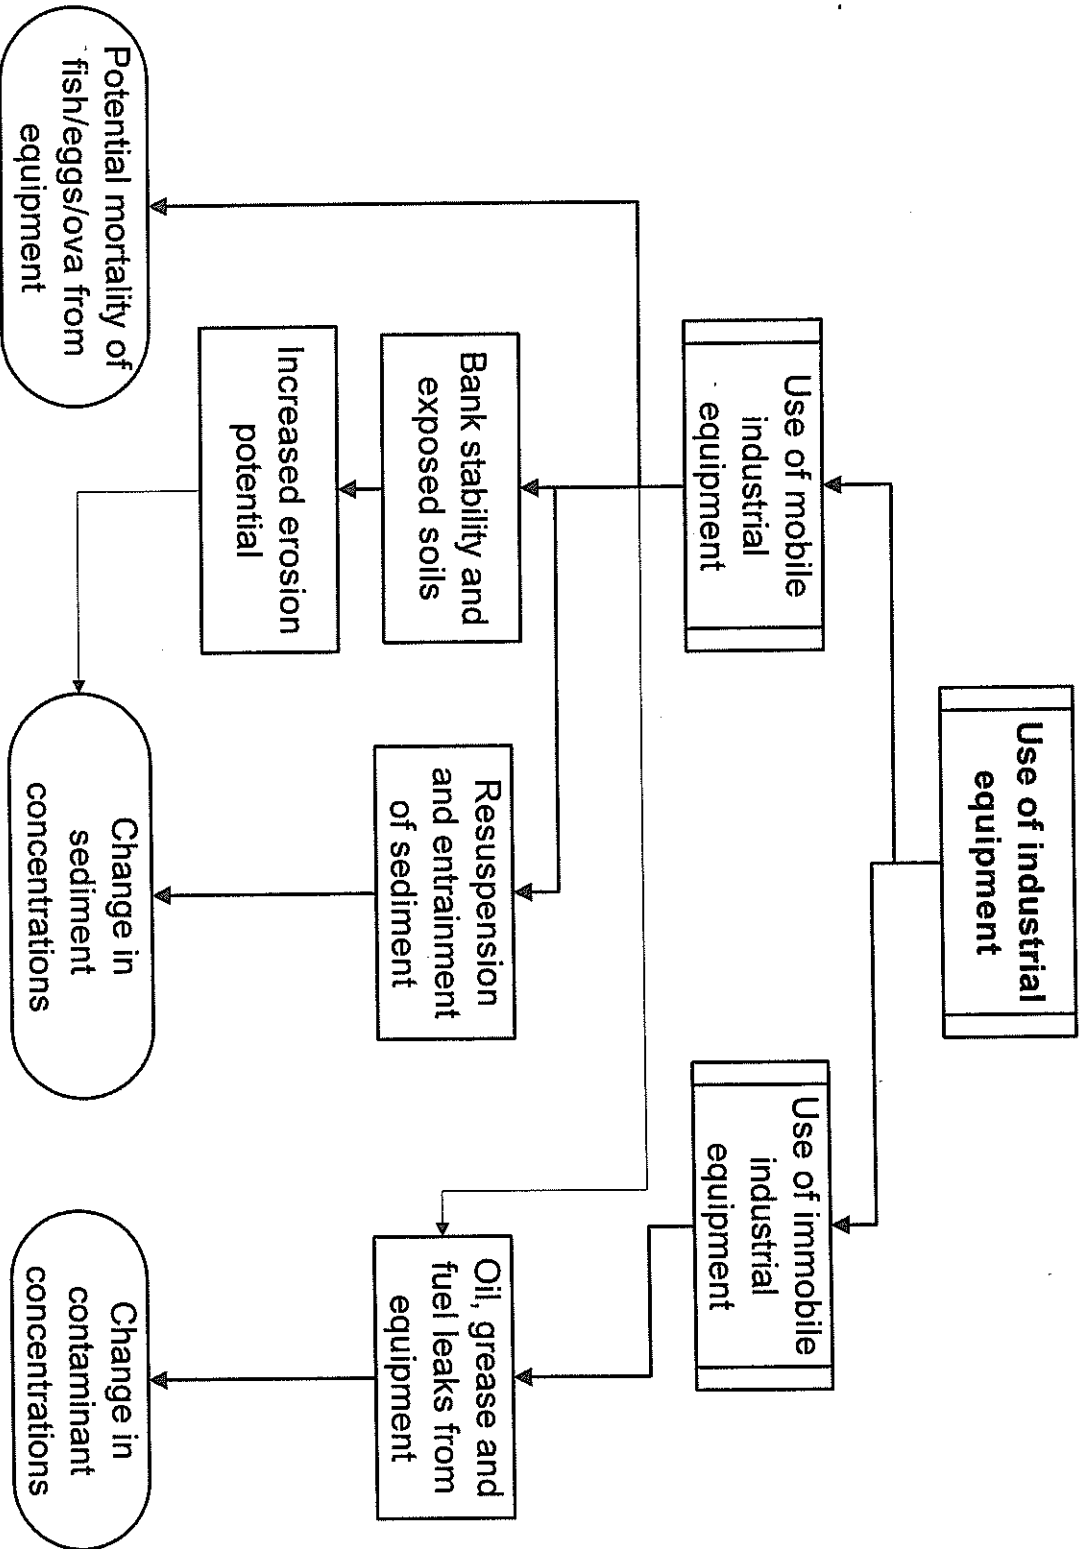 Use of industrial
equipment
Use of mobile
industrial
equipment
Use of immobile
industrial
equipment
Bank stability and
exposed soils
Resuspension
and entrainment
of sediment
Oil, grease and
fuel leaks from
equipment
Increased erosion
potential
Potential mortality of
fish/eggs/ova from
equipment
Change in
sediment
concentrations
Change in
contaminant
concentrations